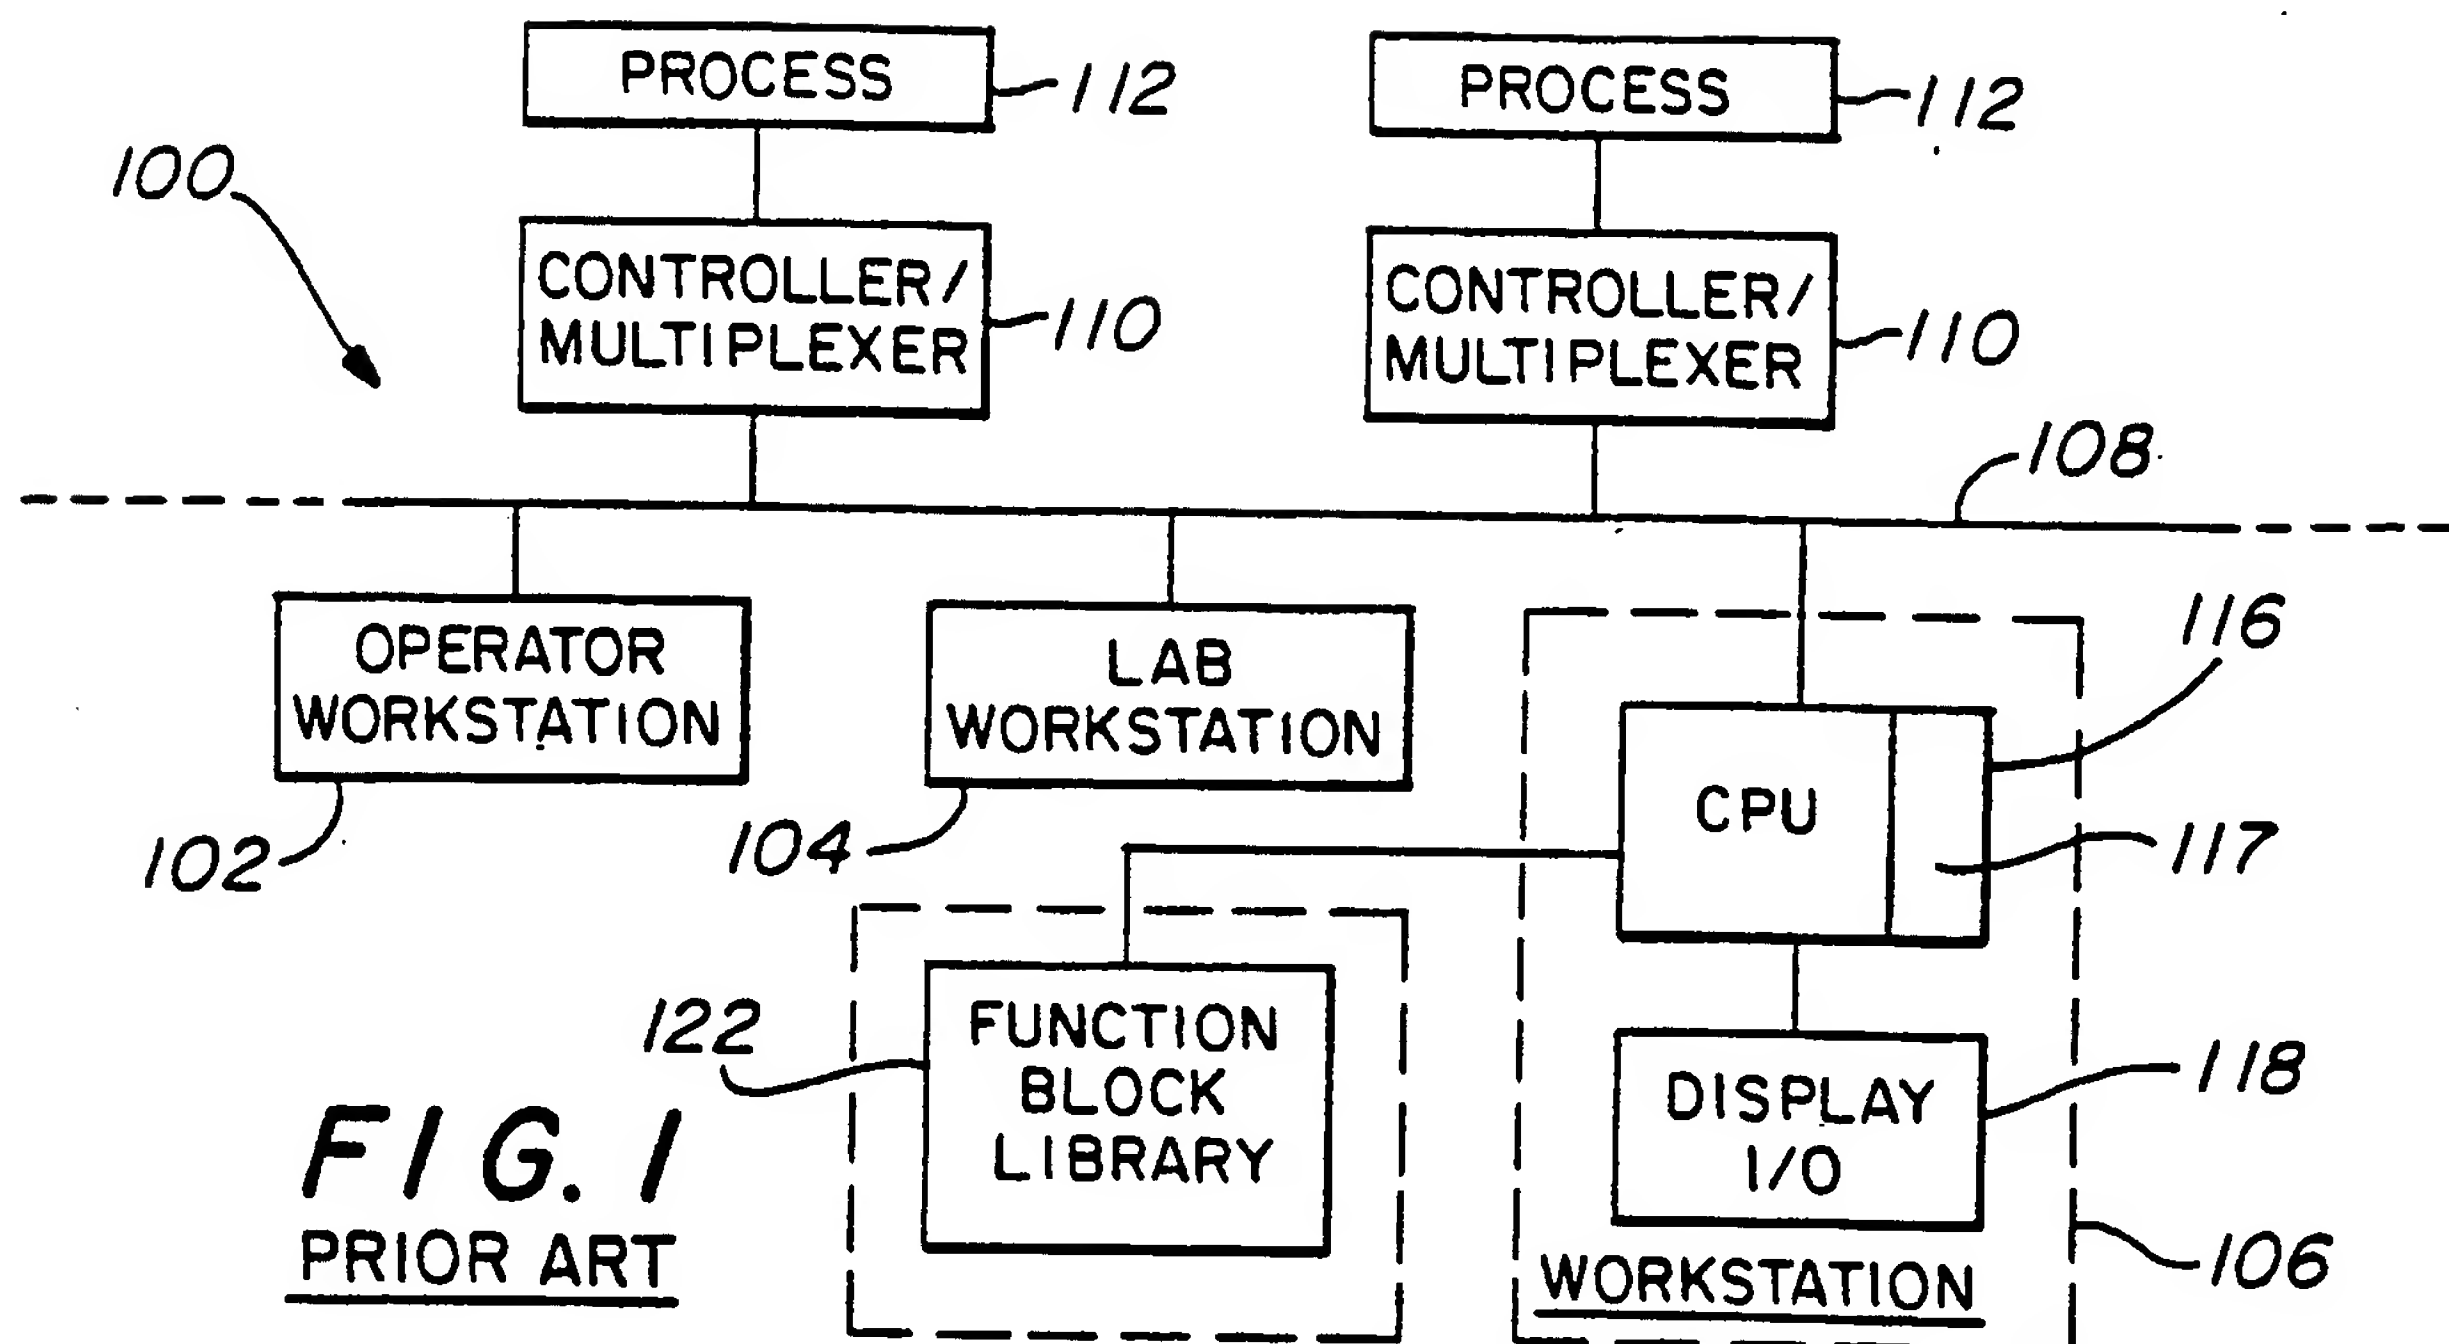 PROCESS
112
PROCESS
112
100
CONTROLLER/
MULTIPLEXER
110
CONTROLLER/
MULTIPLEXER
110
108
OPERATOR
WORKSTATION
102
LAB
WORKSTATION
104
116
CPU
117
122
FUNCTION
BLOCK
LIBRARY
DISPLAY
I/O
118
WORKSTATION
106
FIG. 1
PRIOR ART